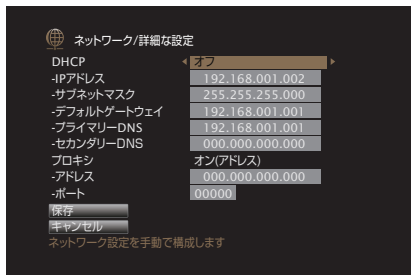 ネットワーク/詳細な設定
DHCP オフ
-IPアドレス 192.168.001.002
-サブネットマスク 255.255.255.000
-デフォルトゲートウェイ 192.168.001.001
-プライマリーDNS 192.168.001.001
-セカンダリーDNS 000.000.000.000
プロキシ オン(アドレス)
-アドレス 000.000.000.000
-ポート 00000
保存
キャンセル
ネットワーク設定を手動で構成します